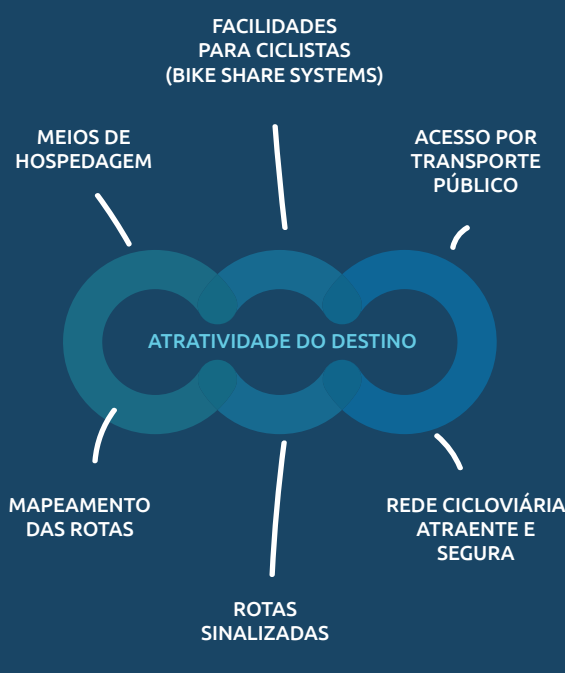 FACILIDADES
PARA CICLISTAS
(BIKE SHARE SYSTEMS)
MEIOS DE
HOSPEDAGEM
ACESSO POR
TRANSPORTE
PÚBLICO
ATRATIVIDADE DO DESTINO
MAPEAMENTO
DAS ROTAS
REDE CICLOVIÁRIA
ATRAENTE E
SEGURA
ROTAS
SINALIZADAS